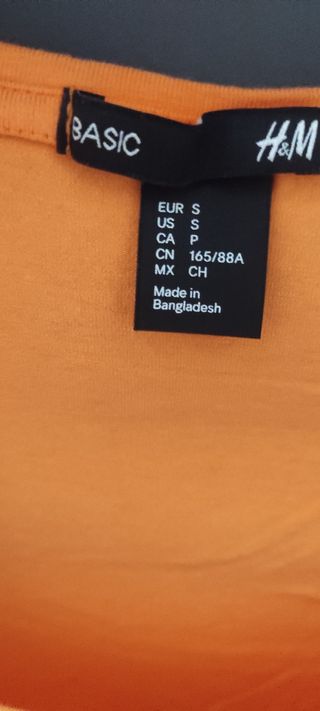 BASIC
H&M
EUR S
US S
CA P
CN 165/88A
MX CH
Made in
Bangladesh